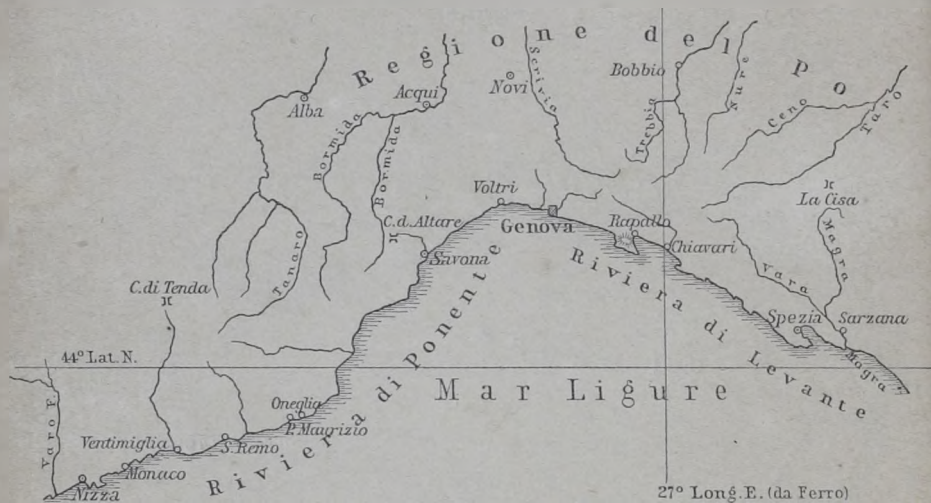 Regione del Po
Scrivia
Bobbio
Sure
Novi
Alba
Acqui
Ceno
Taro
Trebbia
Bormida
Bormida
Voltri
La Cisa
C.d. Altare
Genova
Rapallo
Chiavari
Magra
Savona
Tanaro
Vara
C. di Tenda
Riviera di Levante
Spezia
Sarzana
44° Lat. N.
Magra
Mar Ligure
Riviera di Ponente
Oneglia
P. Maurizio
Varo F.
Ventimiglia
S. Remo
Monaco
Nizza
27° Long. E. (da Ferro)